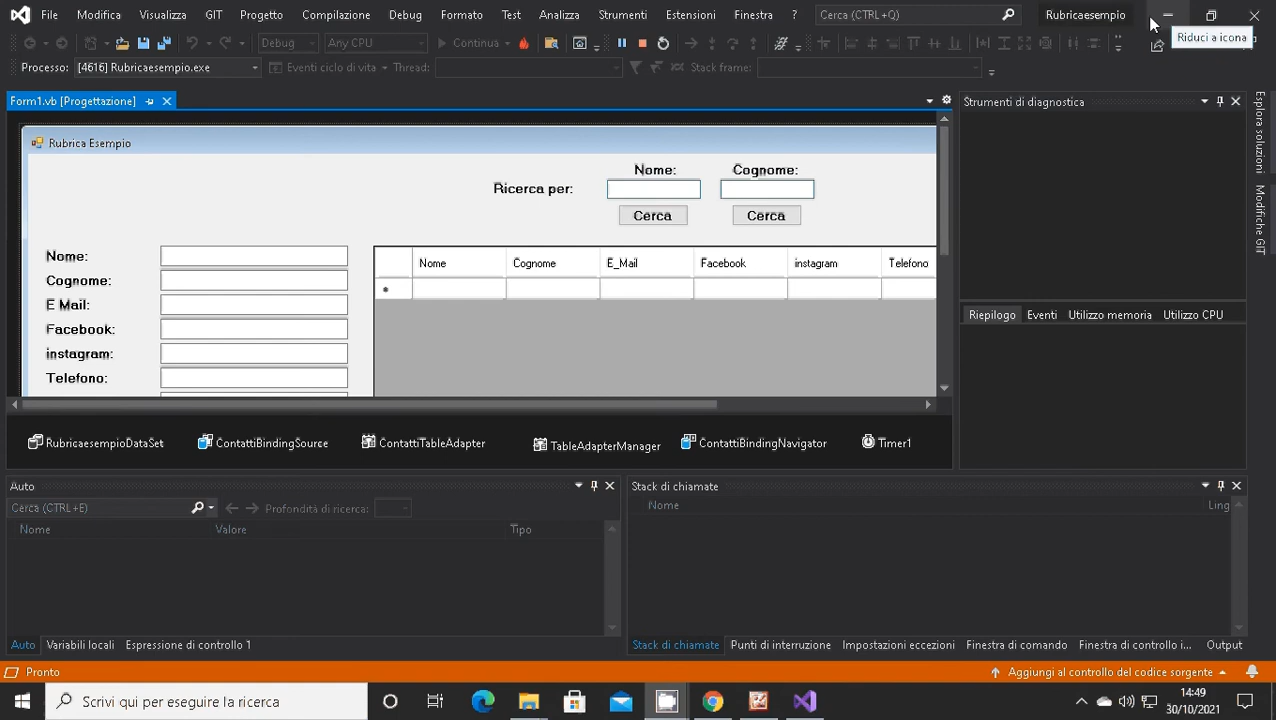 File Modifica Visualizza GIT Progetto Compilazione Debug Formato Test Analizza Strumenti Estensioni Finestra ? Cerca (CTRL+Q) Rubricaesempio
Debug Any CPU Continua Riduci a icona
Processo: [4616] Rubricaesempio.exe Eventi ciclo di vita Thread: Stack frame:
Form1.vb [Progettazione] Strumenti di diagnostica
Rubrica Esempio
Nome: Cognome:
Ricerca per:
Cerca Cerca
Nome:
Cognome:
E Mail:
Facebook:
instagram:
Telefono:
Nome Cognome E_Mail Facebook instagram Telefono
Riepilogo Eventi Utilizzo memoria Utilizzo CPU
Esplora soluzioni
Modifiche GIT
RubricaesempioDataSet ContattiBindingSource ContattiTableAdapter TableAdapterManager ContattiBindingNavigator Timer1
Auto Stack di chiamate
Cerca (CTRL+E) Profondità di ricerca: Nome Ling
Nome Valore Tipo
Auto Variabili locali Espressione di controllo 1 Stack di chiamate Punti di interruzione Impostazioni eccezioni Finestra di comando Finestra di controllo i... Output
Pronto Aggiungi al controllo del codice sorgente
Scrivi qui per eseguire la ricerca 14:49
30/10/2021